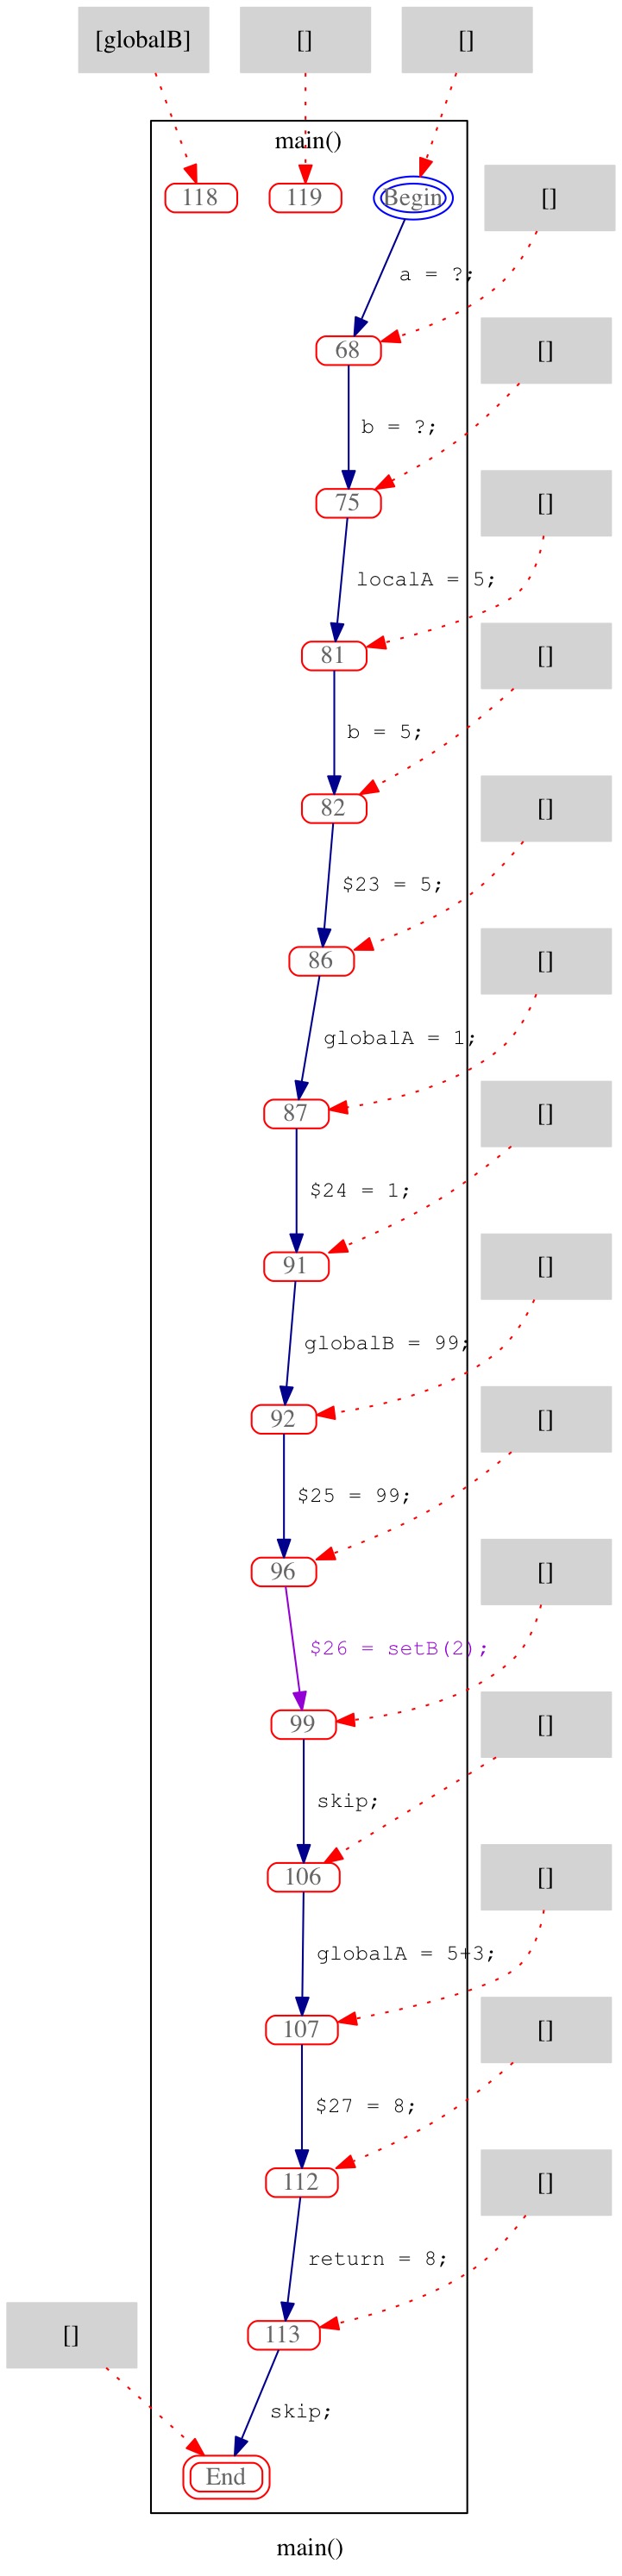 [globalB] [] []
main()
118 119 Begin []
a = ?;
68 []
b = ?;
75 []
localA = 5;
81 []
b = 5;
82 []
$23 = 5;
86 []
globalA = 1;
87 []
$24 = 1;
91 []
globalB = 99;
92 []
$25 = 99;
96 []
$26 = setB(2);
99 []
skip;
106 []
globalA = 5+3;
107 []
$27 = 8;
112 []
return = 8;
[] 113
skip;
End
main()